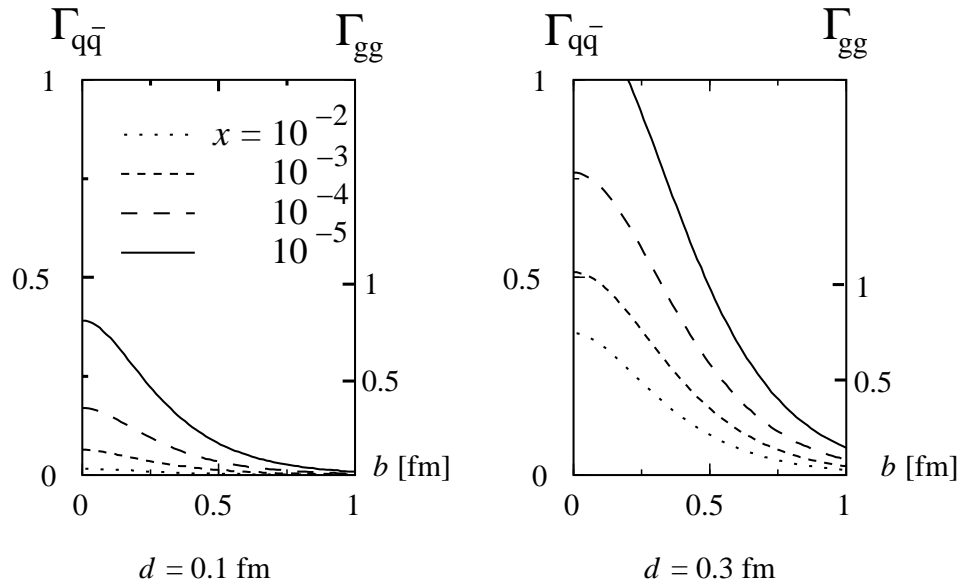 Γqq̄ Γgg Γqq̄ Γgg
1 1
x = 10⁻²
10⁻³
10⁻⁴
10⁻⁵
0.5 1 0.5 1
0.5 0.5
0 b [fm] 0 b [fm]
0 0.5 1 0 0.5 1
d = 0.1 fm d = 0.3 fm